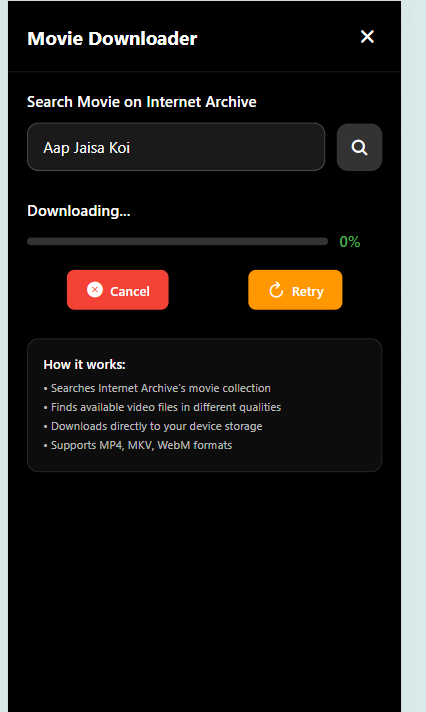 Movie Downloader
Search Movie on Internet Archive
Aap Jaisa Koi
Downloading...
0%
Cancel
Retry
How it works:
• Searches Internet Archive's movie collection
• Finds available video files in different qualities
• Downloads directly to your device storage
• Supports MP4, MKV, WebM formats